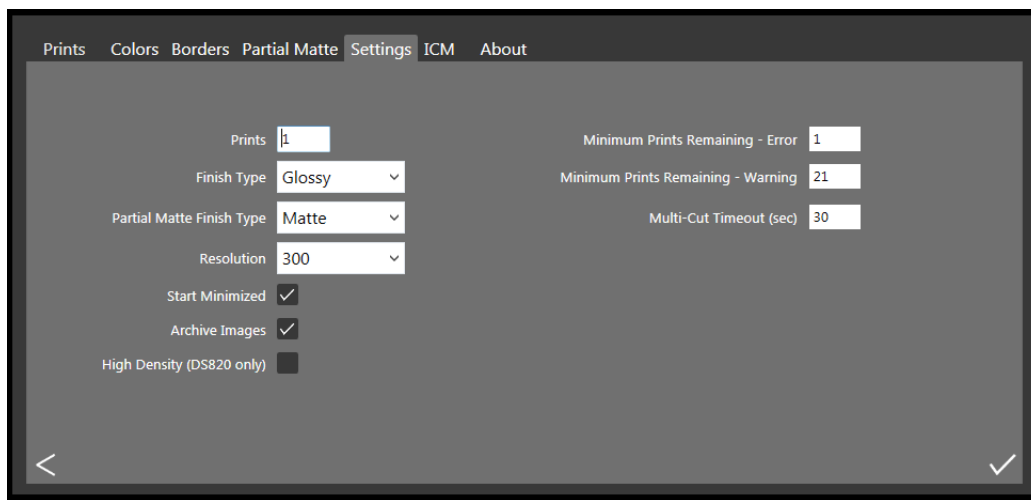 Prints Colors Borders Partial Matte Settings ICM About
Prints 1
Finish Type Glossy
Partial Matte Finish Type Matte
Resolution 300
Start Minimized
Archive Images
High Density (DS820 only)
Minimum Prints Remaining - Error 1
Minimum Prints Remaining - Warning 21
Multi-Cut Timeout (sec) 30